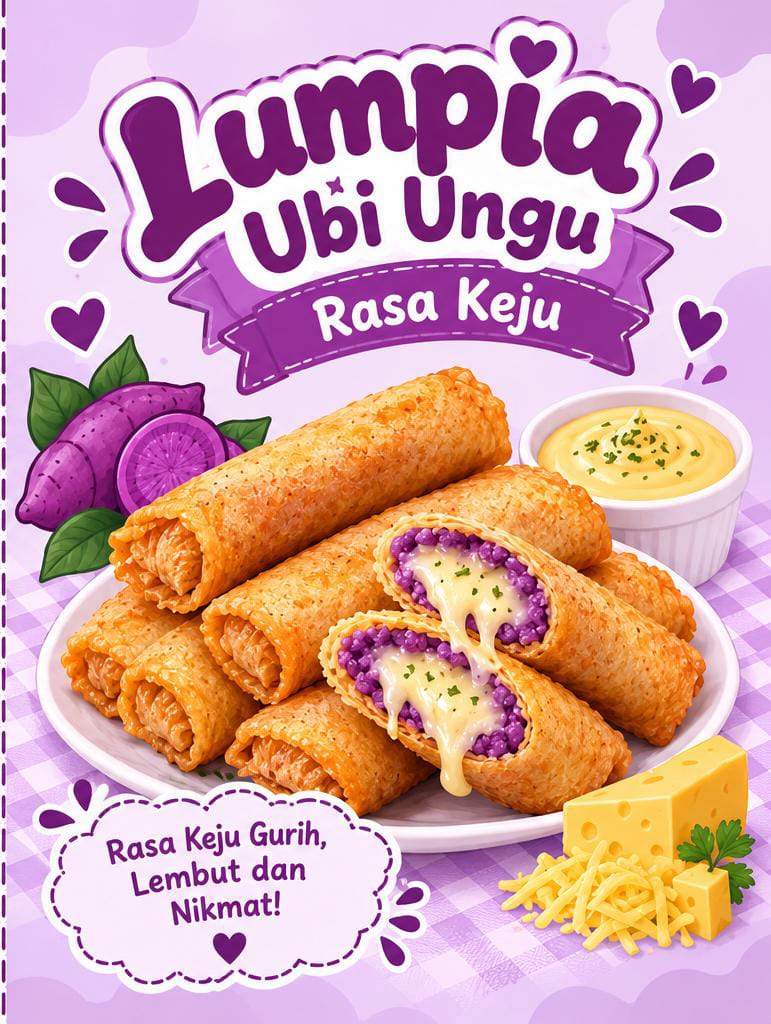 Lumpia
Ubi Ungu
Rasa Keju
Rasa Keju Gurih,
Lembut dan
Nikmat!